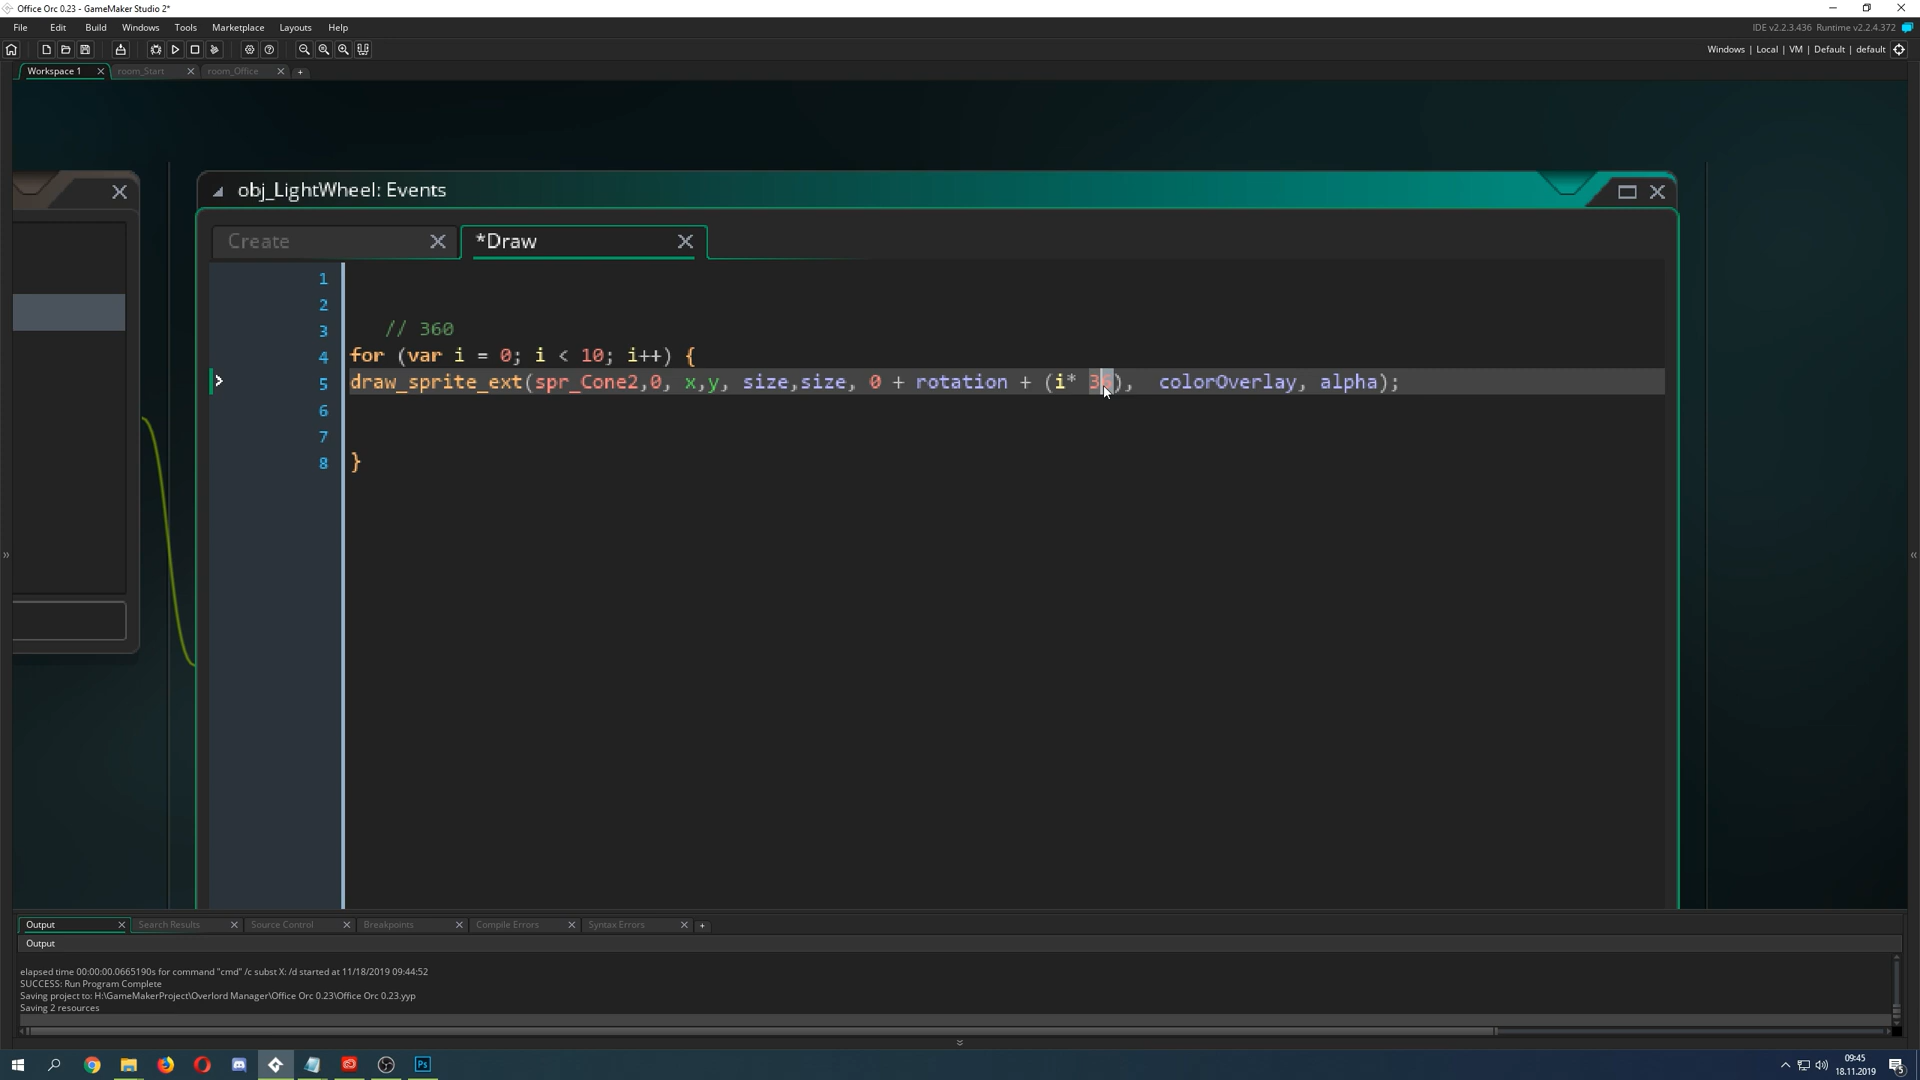 Office Orc 0.23 - GameMaker Studio 2*
File Edit Build Windows Tools Marketplace Layouts Help
IDE v2.2.3.436 Runtime v2.2.4.372
Windows | Local | VM | Default | default
Workspace 1 room_Start room_Office
obj_LightWheel: Events
Create *Draw
1
2
3 // 360
4 for (var i = 0; i < 10; i++) {
5 draw_sprite_ext(spr_Cone2,0, x,y, size,size, 0 + rotation + (i* 36), colorOverlay, alpha);
6
7
8 }
Output Search Results Source Control Breakpoints Compile Errors Syntax Errors
Output
elapsed time 00:00:00.0665190s for command "cmd" /c subst X: /d started at 11/18/2019 09:44:52
SUCCESS: Run Program Complete
Saving project to: H:\GameMakerProject\Overlord Manager\Office Orc 0.23\Office Orc 0.23.yyp
Saving 2 resources
Ps
09:45
18.11.2019
5